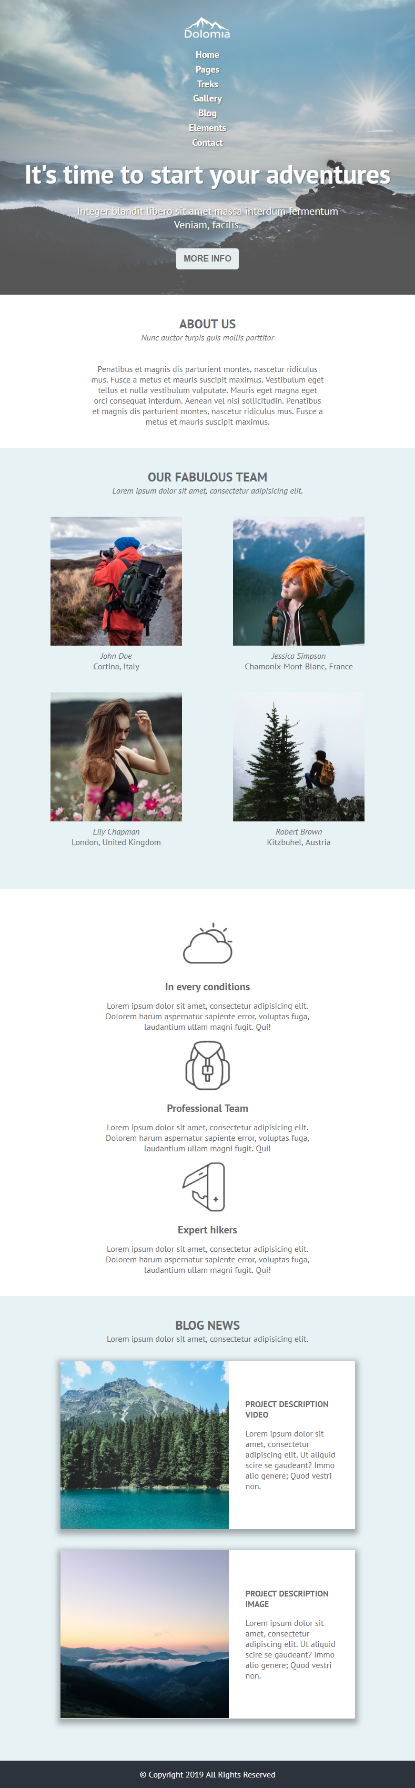 Dolomia
Home
Pages
Treks
Gallery
Blog
Elements
Contact
It's time to start your adventures
Integer blandit libero sit amet massa interdum fermentum
Veniam, facilis.
MORE INFO
ABOUT US
Nunc auctor turpis quis mollis porttitor
Penatibus et magnis dis parturient montes, nascetur ridiculus
mus. Fusce a metus et mauris suscipit maximus. Vestibulum eget
tellus et nulla vestibulum vulputate. Mauris eget magna eget
orci consequat interdum. Aenean vel nisi sollicitudin. Penatibus
et magnis dis parturient montes, nascetur ridiculus mus. Fusce a
metus et mauris suscipit maximus.
OUR FABULOUS TEAM
Lorem ipsum dolor sit amet, consectetur adipisicing elit.
John Doe
Cortina, Italy
Jessica Simpson
Chamonix-Mont-Blanc, France
Lily Chapman
London, United Kingdom
Robert Brown
Kitzbuhel, Austria
In every conditions
Lorem ipsum dolor sit amet, consectetur adipisicing elit.
Dolorem harum aspernatur sapiente error, voluptas fuga,
laudantium ullam magni fugit. Qui!
Professional Team
Lorem ipsum dolor sit amet, consectetur adipisicing elit.
Dolorem harum aspernatur sapiente error, voluptas fuga,
laudantium ullam magni fugit. Qui!
Expert hikers
Lorem ipsum dolor sit amet, consectetur adipisicing elit.
Dolorem harum aspernatur sapiente error, voluptas fuga,
laudantium ullam magni fugit. Qui!
BLOG NEWS
Lorem ipsum dolor sit amet, consectetur adipisicing elit.
PROJECT DESCRIPTION
VIDEO
Lorem ipsum dolor sit
amet, consectetur
adipisicing elit. Ut aliquid
scire se gaudeant? Immo
alio genere; Quod vestri
non.
PROJECT DESCRIPTION
IMAGE
Lorem ipsum dolor sit
amet, consectetur
adipisicing elit. Ut aliquid
scire se gaudeant? Immo
alio genere; Quod vestri
non.
© Copyright 2019 All Rights Reserved